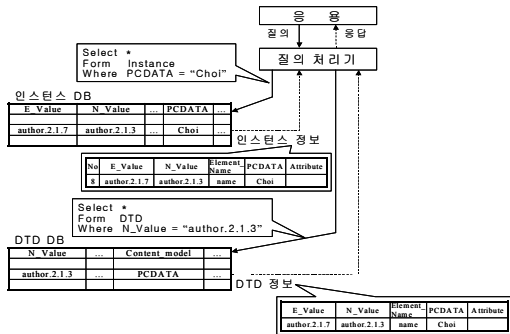 응 용
질의
응답
질의 처리기
Select *
Form Instance
Where PCDATA = “Choi”
인스턴스 DB
E_Value N_Value ... PCDATA ...
author.2.1.7 author.2.1.3 ... Choi ...
인스턴스 정보
No E_Value N_Value Element_Name PCDATA Attribute
8 author.2.1.7 author.2.1.3 name Choi
Select *
Form DTD
Where N_Value = “author.2.1.3”
DTD DB
N_Value ... Content_model ...
author.2.1.3 ... PCDATA ...
DTD 정보
E_Value N_Value Element_Name PCDATA Attribute
author.2.1.7 author.2.1.3 name Choi